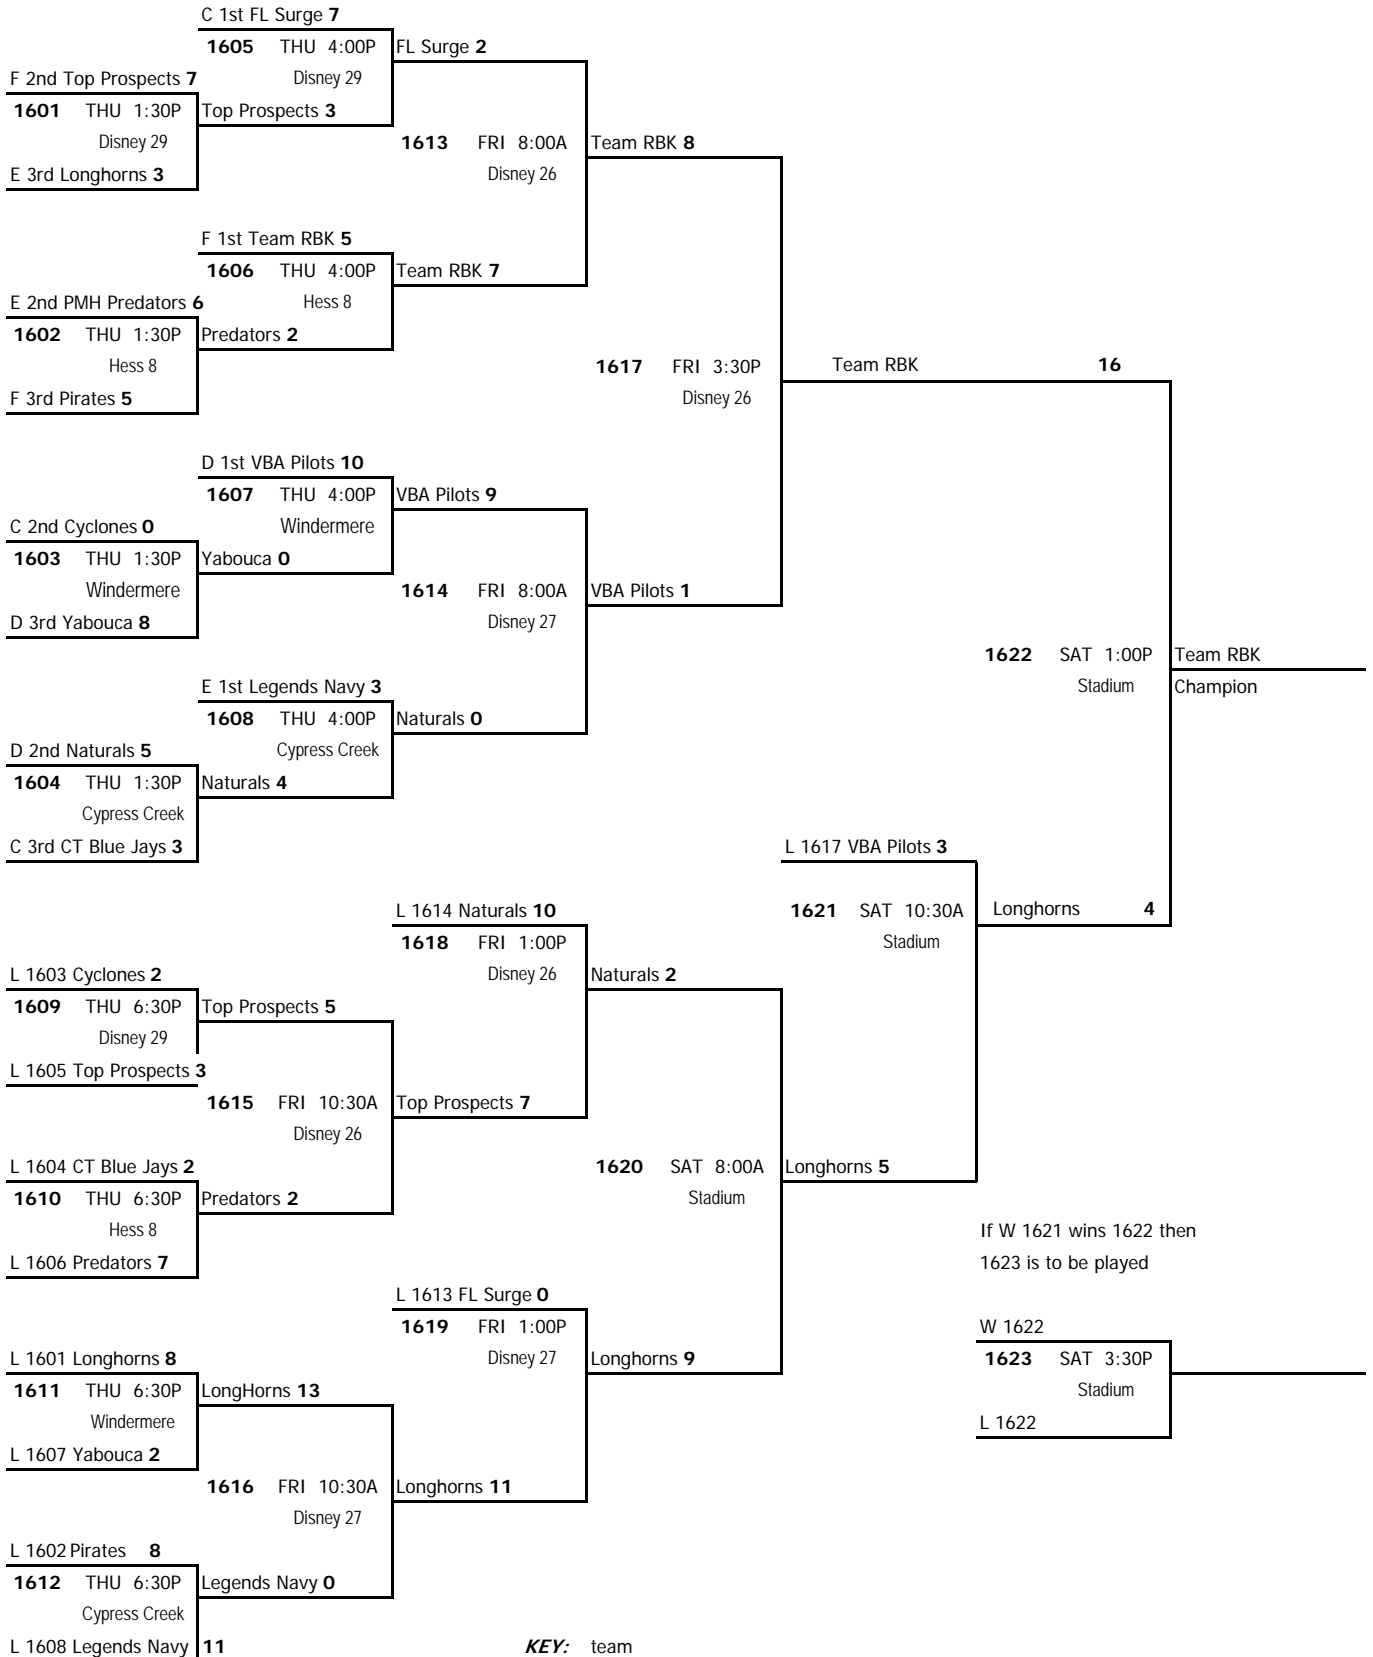 C 1st FL Surge 7
1605 THU 4:00P FL Surge 2
F 2nd Top Prospects 7 Disney 29
1601 THU 1:30P Top Prospects 3
Disney 29 1613 FRI 8:00A Team RBK 8
E 3rd Longhorns 3 Disney 26
F 1st Team RBK 5
1606 THU 4:00P Team RBK 7
E 2nd PMH Predators 6 Hess 8
1602 THU 1:30P Predators 2
Hess 8 1617 FRI 3:30P Team RBK 16
F 3rd Pirates 5 Disney 26
D 1st VBA Pilots 10
1607 THU 4:00P VBA Pilots 9
C 2nd Cyclones 0 Windermere
1603 THU 1:30P Yabouca 0
Windermere 1614 FRI 8:00A VBA Pilots 1
D 3rd Yabouca 8 Disney 27
1622 SAT 1:00P Team RBK
E 1st Legends Navy 3 Stadium Champion
1608 THU 4:00P Naturals 0
D 2nd Naturals 5 Cypress Creek
1604 THU 1:30P Naturals 4
Cypress Creek
C 3rd CT Blue Jays 3 L 1617 VBA Pilots 3
L 1614 Naturals 10 1621 SAT 10:30A Longhorns 4
1618 FRI 1:00P Stadium
L 1603 Cyclones 2 Disney 26 Naturals 2
1609 THU 6:30P Top Prospects 5
Disney 29
L 1605 Top Prospects 3
1615 FRI 10:30A Top Prospects 7
Disney 26
L 1604 CT Blue Jays 2 1620 SAT 8:00A Longhorns 5
1610 THU 6:30P Predators 2 Stadium
Hess 8 If W 1621 wins 1622 then
L 1606 Predators 7 1623 is to be played
L 1613 FL Surge 0
1619 FRI 1:00P W 1622
L 1601 Longhorns 8 Disney 27 Longhorns 9 1623 SAT 3:30P
1611 THU 6:30P LongHorns 13 Stadium
Windermere L 1622
L 1607 Yabouca 2
1616 FRI 10:30A Longhorns 11
Disney 27
L 1602 Pirates 8
1612 THU 6:30P Legends Navy 0
Cypress Creek
L 1608 Legends Navy 11 KEY: team